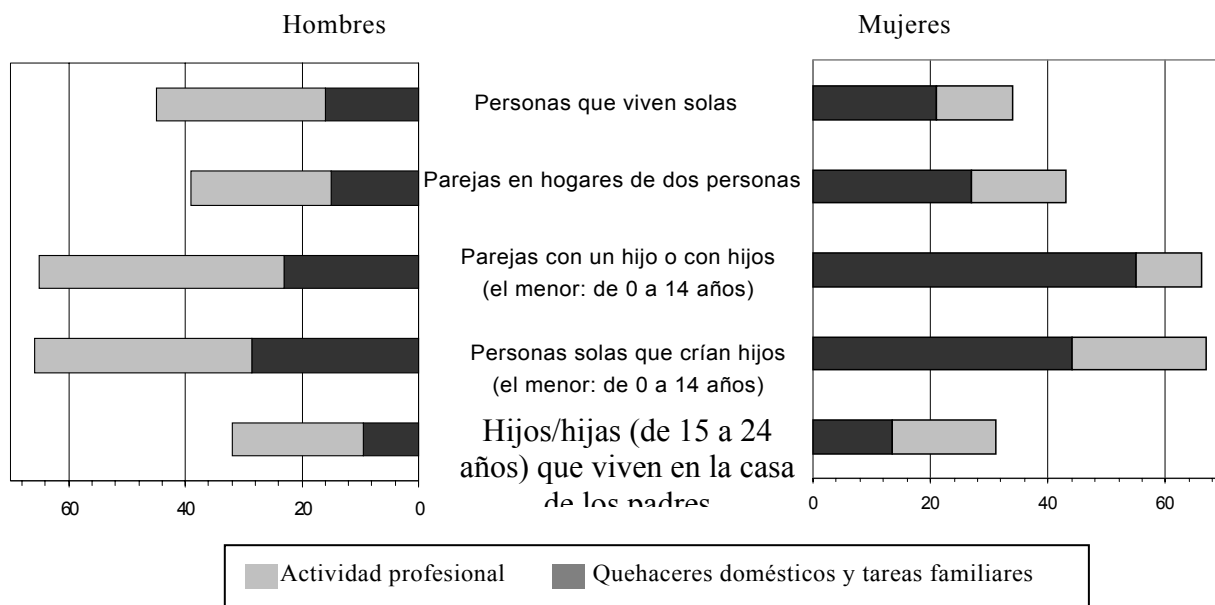 Hombres
Mujeres
Personas que viven solas
Parejas en hogares de dos personas
Parejas con un hijo o con hijos
(el menor: de 0 a 14 años)
Personas solas que crían hijos
(el menor: de 0 a 14 años)
Hijos/hijas (de 15 a 24
años) que viven en la casa
de los padres
60 40 20 0
0 20 40 60
Actividad profesional
Quehaceres domésticos y tareas familiares